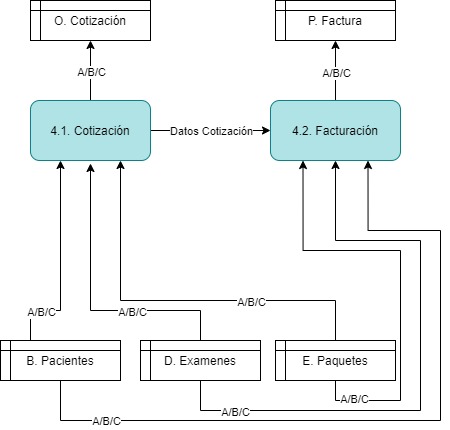 O. Cotización
P. Factura
A/B/C
A/B/C
4.1. Cotización
Datos Cotización
4.2. Facturación
A/B/C
A/B/C
A/B/C
B. Pacientes
D. Examenes
E. Paquetes
A/B/C
A/B/C
A/B/C